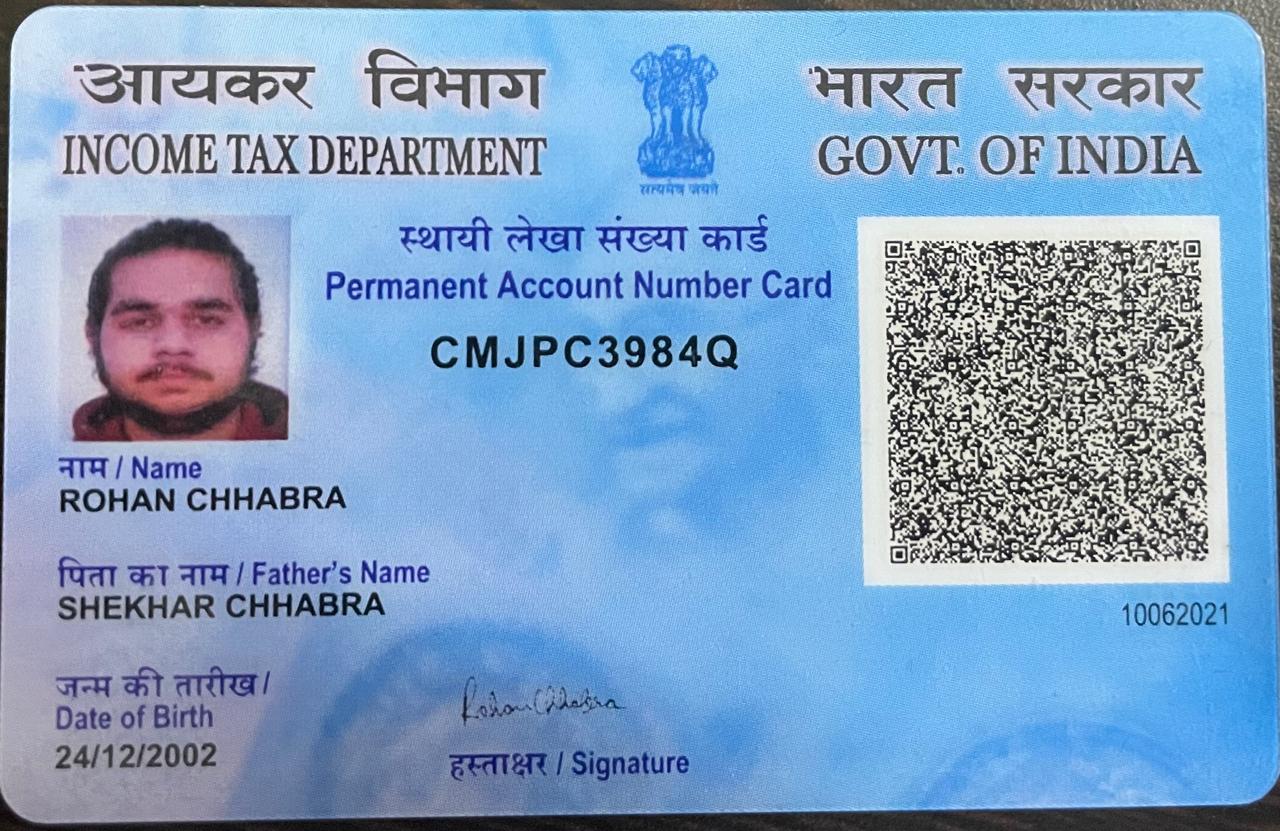 आयकर विभाग
INCOME TAX DEPARTMENT
सत्यमेव जयते
भारत सरकार
GOVT. OF INDIA
स्थायी लेखा संख्या कार्ड
Permanent Account Number Card
CMJPC3984Q
नाम / Name
ROHAN CHHABRA
पिता का नाम / Father's Name
SHEKHAR CHHABRA
10062021
जन्म की तारीख /
Date of Birth
24/12/2002
Rohan Chhabra
हस्ताक्षर / Signature